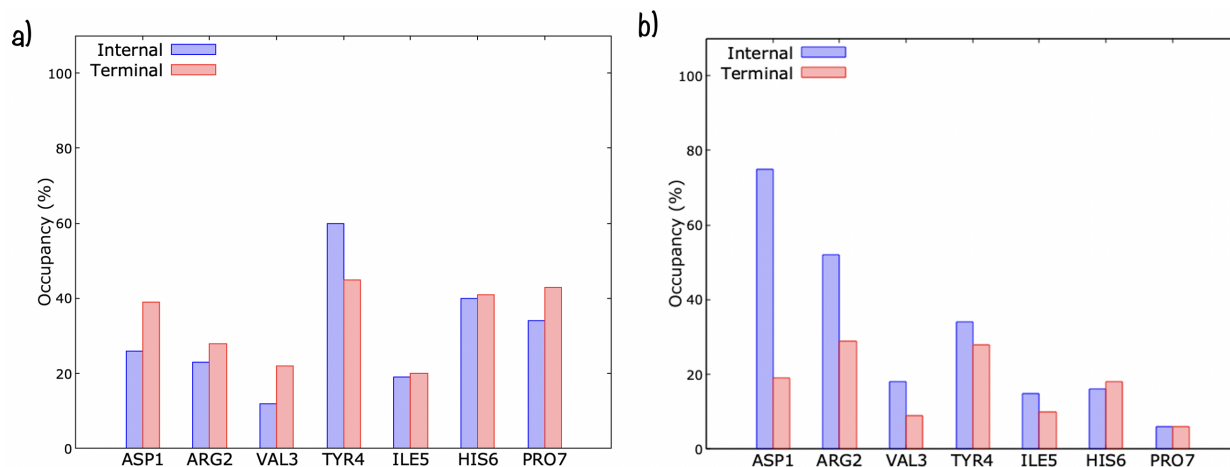 a)
Internal
Terminal
100
80
60
40
20
0
Occupancy (%)
ASP1 ARG2 VAL3 TYR4 ILE5 HIS6 PRO7
b)
Internal
Terminal
100
80
60
40
20
0
Occupancy (%)
ASP1 ARG2 VAL3 TYR4 ILE5 HIS6 PRO7